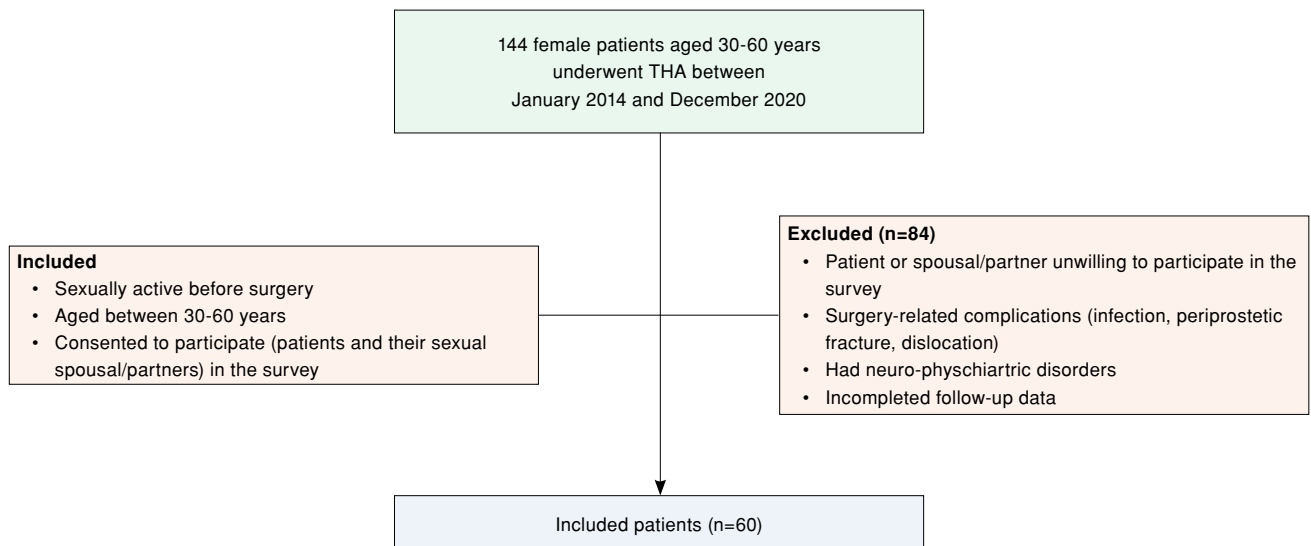 144 female patients aged 30-60 years
underwent THA between
January 2014 and December 2020
Included
• Sexually active before surgery
• Aged between 30-60 years
• Consented to participate (patients and their sexual
spousal/partners) in the survey
Excluded (n=84)
• Patient or spousal/partner unwilling to participate in the
survey
• Surgery-related complications (infection, periprostetic
fracture, dislocation)
• Had neuro-physchiartric disorders
• Incompleted follow-up data
Included patients (n=60)